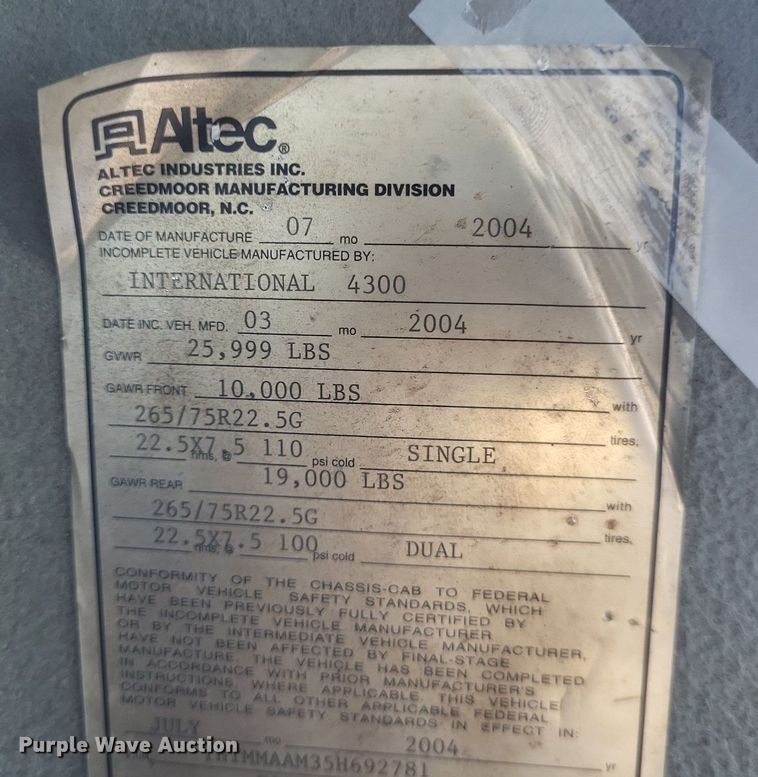 Altec®
ALTEC INDUSTRIES INC.
CREEDMOOR MANUFACTURING DIVISION
CREEDMOOR, N.C.
DATE OF MANUFACTURE 07 mo 2004 yr
INCOMPLETE VEHICLE MANUFACTURED BY:
INTERNATIONAL 4300
DATE INC. VEH. MFD. 03 mo 2004 yr
GVWR 25,999 LBS
GAWR FRONT 10,000 LBS with
265/75R22.5G tires,
22.5X7.5 rims, @ 110 psi cold SINGLE
GAWR REAR 19,000 LBS with
265/75R22.5G tires,
22.5X7.5 rims, @ 100 psi cold DUAL
CONFORMITY OF THE CHASSIS-CAB TO FEDERAL
MOTOR VEHICLE SAFETY STANDARDS, WHICH
HAVE BEEN PREVIOUSLY FULLY CERTIFIED BY
THE INCOMPLETE VEHICLE MANUFACTURER
OR BY THE INTERMEDIATE VEHICLE MANUFACTURER,
HAVE NOT BEEN AFFECTED BY FINAL-STAGE
MANUFACTURE. THE VEHICLE HAS BEEN COMPLETED
IN ACCORDANCE WITH PRIOR MANUFACTURER'S
INSTRUCTIONS, WHERE APPLICABLE. THIS VEHICLE
CONFORMS TO ALL OTHER APPLICABLE FEDERAL
MOTOR VEHICLE SAFETY STANDARDS IN EFFECT IN:
JULY mo 2004 yr
1HTMMAAM35H692781
Purple Wave Auction